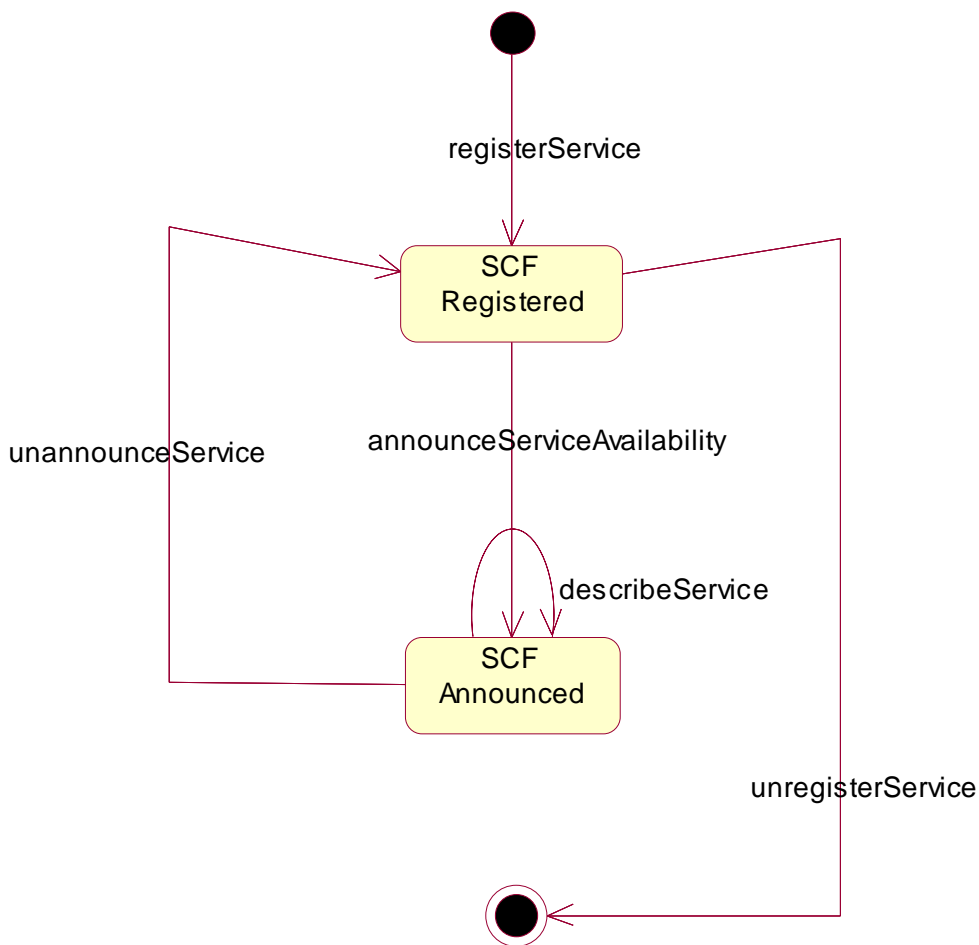 registerService
SCF
Registered
unannounceService
announceServiceAvailability
describeService
SCF
Announced
unregisterService